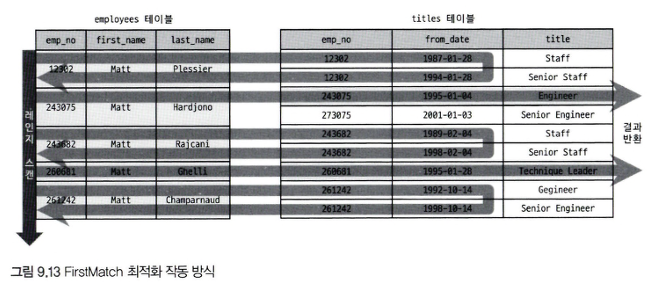 employees 테이블
titles 테이블
emp_no first_name last_name
emp_no from_date title
12302 Matt Plessier
12302 1987-01-28 Staff
12302 1994-01-28 Senior Staff
243075 Matt Hardjono
243075 1995-01-04 Engineer
273075 2001-01-03 Senior Engineer
243682 Matt Rajcani
243682 1989-02-04 Staff
243682 1998-02-04 Senior Staff
260681 Matt Ghelli
260681 1995-01-28 Technique Leader
261242 Matt Champarnaud
261242 1992-10-14 Gegineer
261242 1998-10-14 Senior Engineer
레인지 스캔
결과
반환
그림 9.13 FirstMatch 최적화 작동 방식